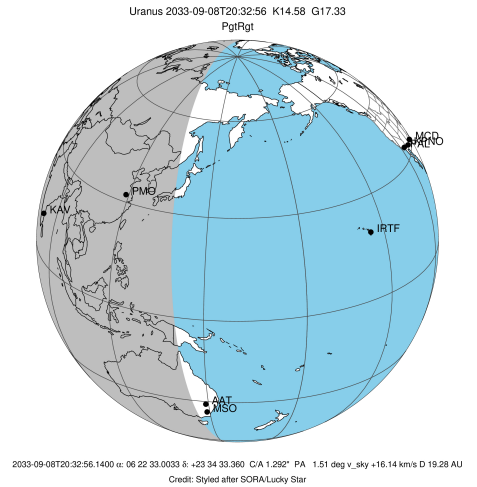 Uranus 2033-09-08T20:32:56 K14.58 G17.33
PgtRgt
MCD
IRTF
PMO
KAV
AAT
MSO
2033-09-08T20:32:56.1400 α: 06 22 33.0033 δ: +23 34 33.360 C/A 1.292" PA 1.51 deg v_sky +16.14 km/s D 19.28 AU
Credit: Styled after SORA/Lucky Star